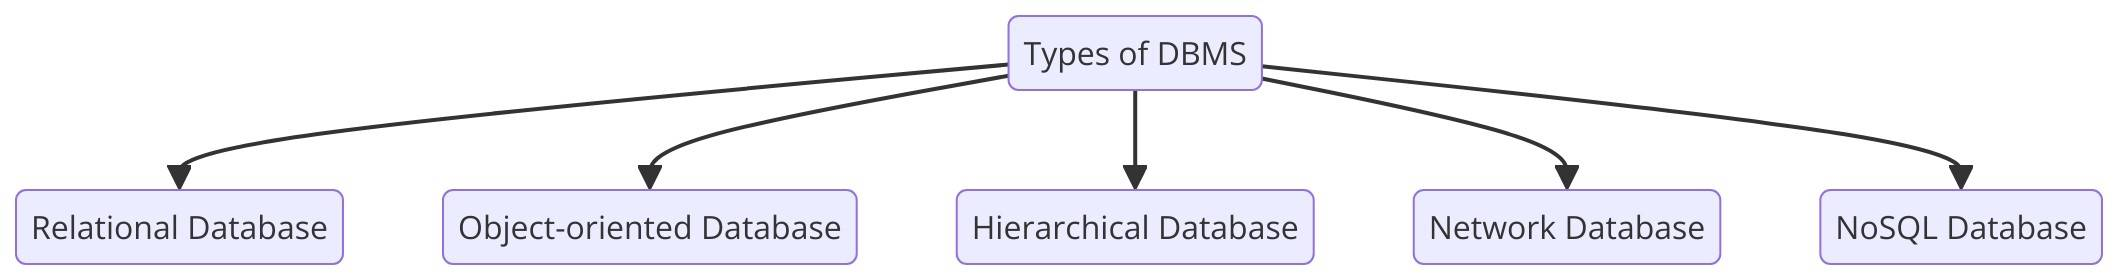 Types of DBMS
Relational Database
Object-oriented Database
Hierarchical Database
Network Database
NoSQL Database